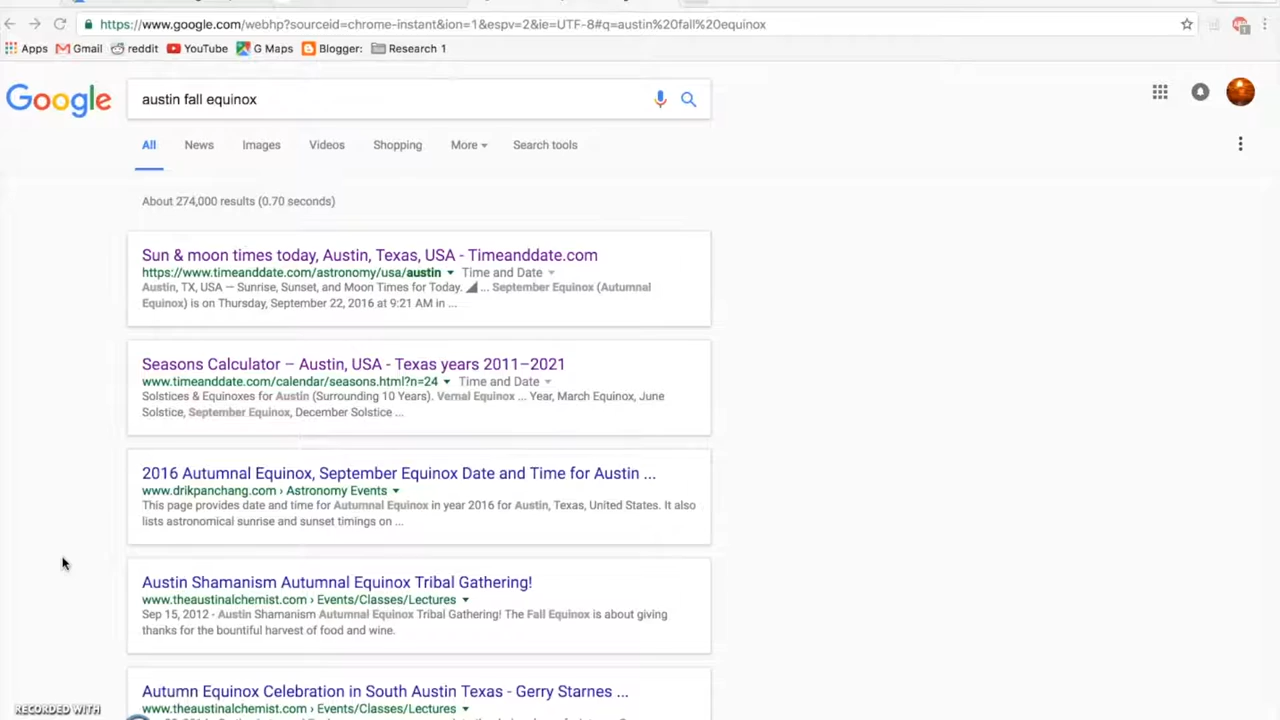 https://www.google.com/webhp?sourceid=chrome-instant&ion=1&espv=2&ie=UTF-8#q=austin%20fall%20equinox
Apps Gmail reddit YouTube G Maps Blogger: Research 1
Google austin fall equinox
All News Images Videos Shopping More Search tools
About 274,000 results (0.70 seconds)
Sun & moon times today, Austin, Texas, USA - Timeanddate.com
https://www.timeanddate.com/astronomy/usa/austin Time and Date
Austin, TX, USA — Sunrise, Sunset, and Moon Times for Today. ... September Equinox (Autumnal
Equinox) is on Thursday, September 22, 2016 at 9:21 AM in ...
Seasons Calculator – Austin, USA - Texas years 2011–2021
www.timeanddate.com/calendar/seasons.html?n=24 Time and Date
Solstices & Equinoxes for Austin (Surrounding 10 Years). Vernal Equinox ... Year, March Equinox, June
Solstice, September Equinox, December Solstice ...
2016 Autumnal Equinox, September Equinox Date and Time for Austin ...
www.drikpanchang.com › Astronomy Events
This page provides date and time for Autumnal Equinox in year 2016 for Austin, Texas, United States. It also
lists astronomical sunrise and sunset timings on ...
Austin Shamanism Autumnal Equinox Tribal Gathering!
www.theaustinalchemist.com › Events/Classes/Lectures
Sep 15, 2012 - Austin Shamanism Autumnal Equinox Tribal Gathering! The Fall Equinox is about giving
thanks for the bountiful harvest of food and wine.
Autumn Equinox Celebration in South Austin Texas - Gerry Starnes ...
www.theaustinalchemist.com › Events/Classes/Lectures
RECORDED WITH